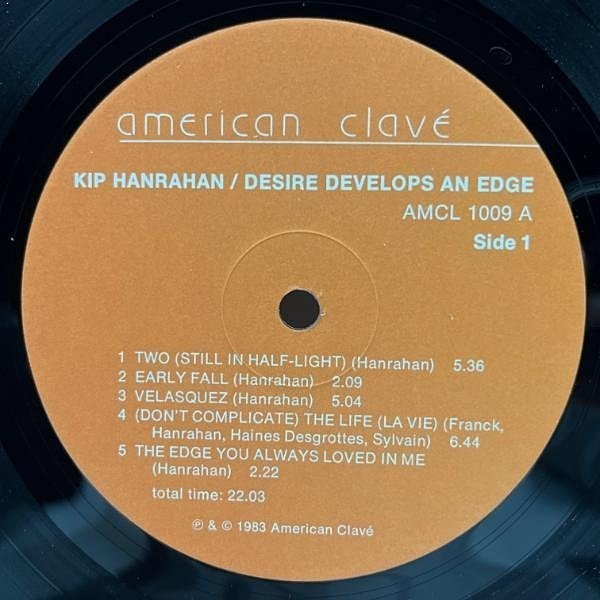 american clavé
KIP HANRAHAN / DESIRE DEVELOPS AN EDGE
AMCL 1009 A
Side 1
1 TWO (STILL IN HALF-LIGHT) (Hanrahan) 5.36
2 EARLY FALL (Hanrahan) 2.09
3 VELASQUEZ (Hanrahan) 5.04
4 (DON'T COMPLICATE) THE LIFE (LA VIE) (Franck,
Hanrahan, Haines Desgrottes, Sylvain) 6.44
5 THE EDGE YOU ALWAYS LOVED IN ME
(Hanrahan) 2.22
total time: 22.03
℗ & © 1983 American Clavé